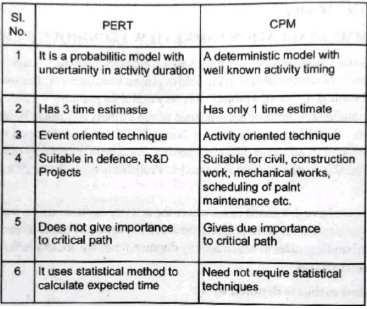 Sl. No. PERT CPM
1 It is a probabilitic model with A deterministic model with
uncertainty in activity duration well known activity timing
2 Has 3 time estimaste Has only 1 time estimate
3 Event oriented technique Activity oriented technique
4 Suitable in defence, R&D Suitable for civil, construction
Projects work, mechanical works,
scheduling of palnt
maintenance etc.
5 Does not give importance Gives due importance
to critical path to critical path
6 It uses statistical method to Need not require statistical
calculate expected time techniques